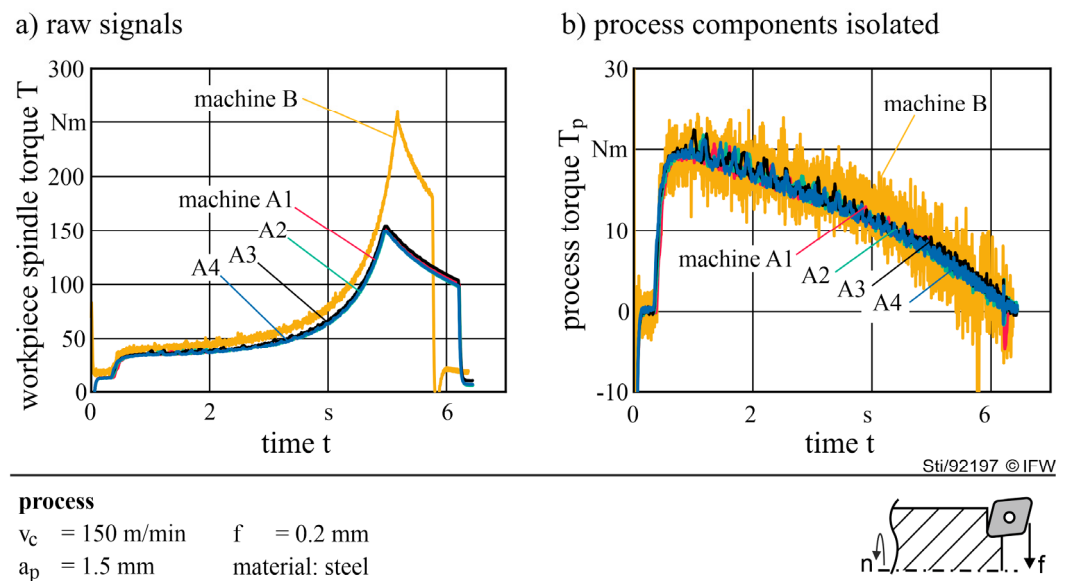 a) raw signals
b) process components isolated
workpiece spindle torque T
300
Nm
200
150
100
50
0
machine B
machine A1
A2
A3
A4
0
2
s
6
time t
process torque Tp
30
Nm
10
0
-10
machine B
machine A1
A2
A3
A4
0
2
s
6
time t
Sti/92197 © IFW
process
vc = 150 m/min f = 0.2 mm
ap = 1.5 mm material: steel
n
f